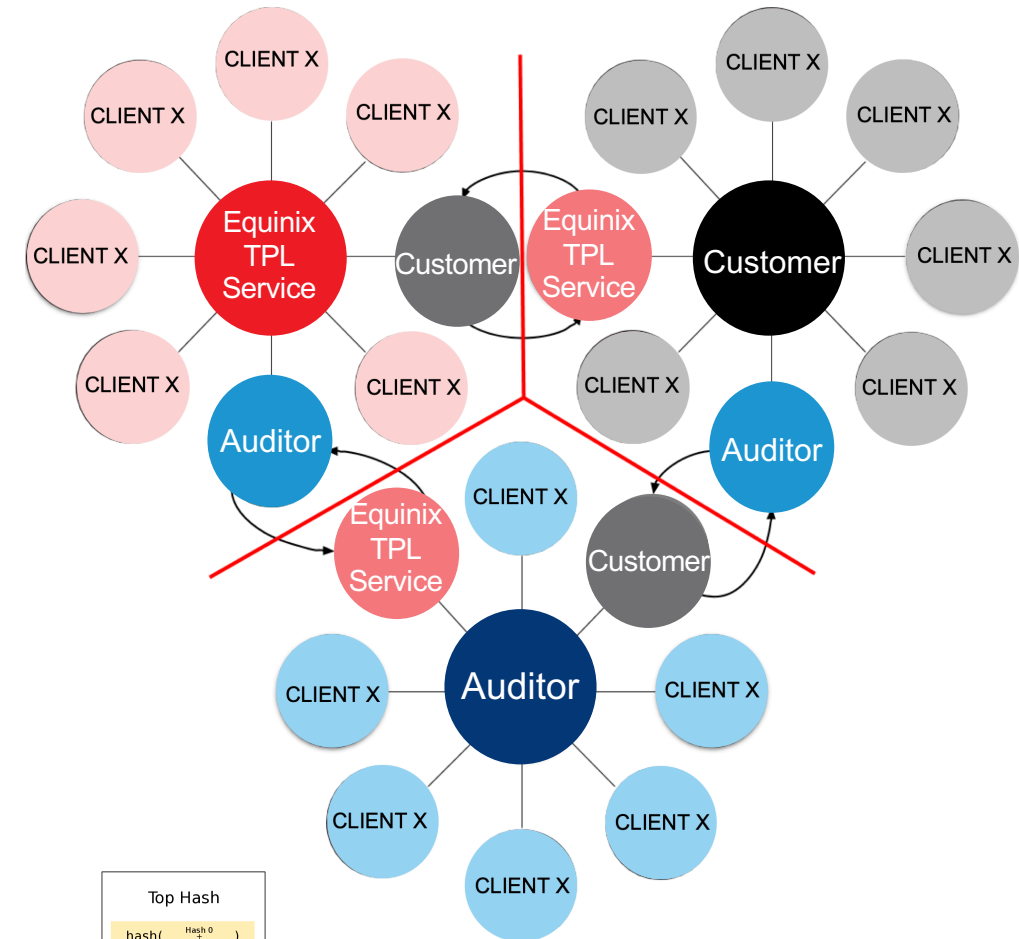 CLIENT X
CLIENT X
CLIENT X
CLIENT X
Equinix
TPL
Service
Customer
CLIENT X
CLIENT X
Auditor
CLIENT X
CLIENT X
CLIENT X
CLIENT X
Equinix
TPL
Service
Customer
CLIENT X
CLIENT X
CLIENT X
Auditor
CLIENT X
Equinix
TPL
Service
Customer
Auditor
CLIENT X
CLIENT X
CLIENT X
CLIENT X
CLIENT X
Top Hash
hash( Hash 0
+ )